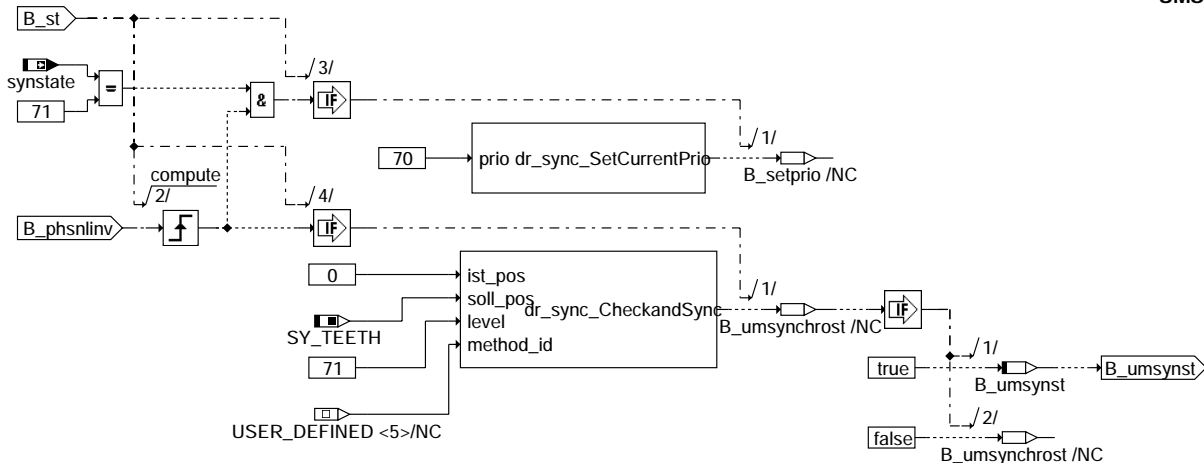 B_st
3/
synstate
=
&
IF
71
1/
70
prio dr_sync_SetCurrentPrio
B_setprio /NC
compute
2/
4/
B_phsnlinv
IF
0
ist_pos
soll_pos
dr_sync_CheckandSync
level
method_id
1/
B_umsynchrost /NC
IF
SY_TEETH
71
1/
true
B_umsynst
B_umsynst
USER_DEFINED <5>/NC
2/
false
B_umsynchrost /NC